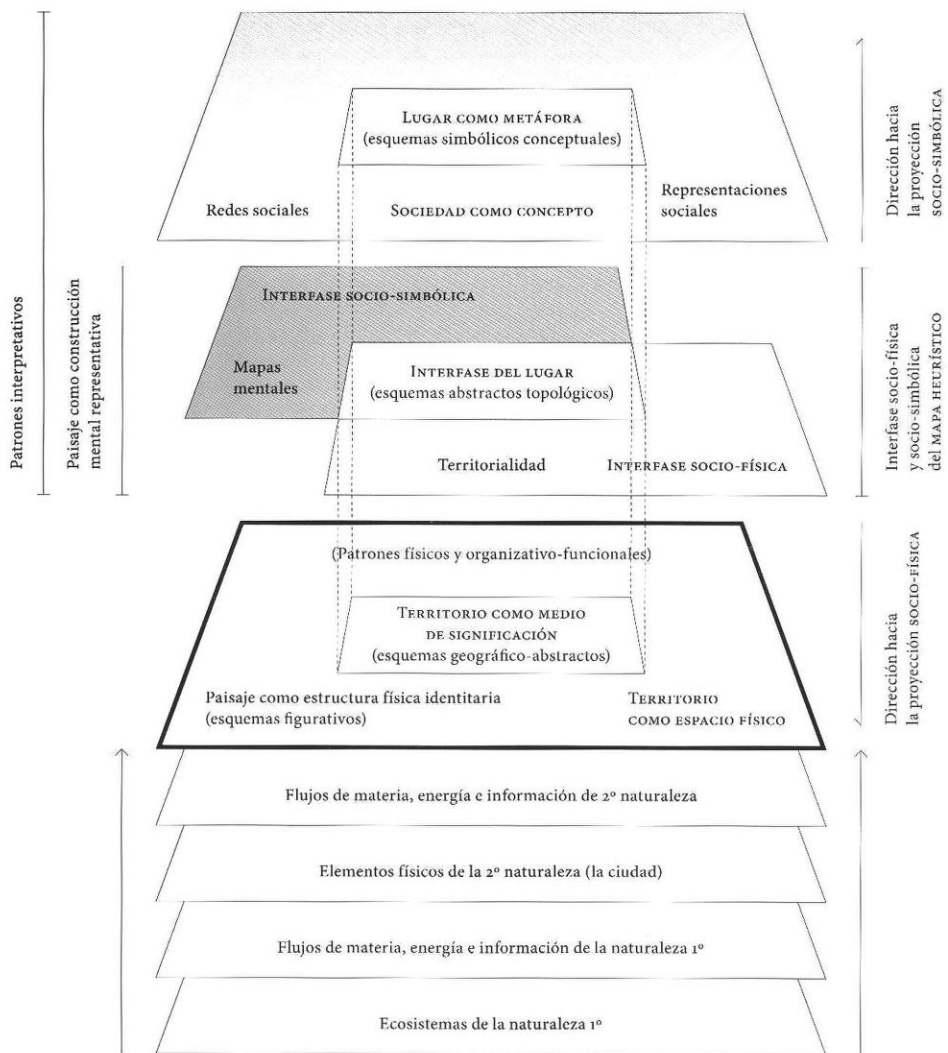 LUGAR COMO METÁFORA
(esquemas simbólicos conceptuales)
Redes sociales
SOCIEDAD COMO CONCEPTO
Representaciones
sociales
Dirección hacia
la proyección
SOCIO-SIMBÓLICA
Patrones interpretativos
Paisaje como construcción
mental representativa
INTERFASE SOCIO-SIMBÓLICA
Mapas
mentales
INTERFASE DEL LUGAR
(esquemas abstractos topológicos)
Territorialidad
INTERFASE SOCIO-FÍSICA
Interfase socio-física
y socio-simbólica
del MAPA HEURÍSTICO
(Patrones físicos y organizativo-funcionales)
TERRITORIO COMO MEDIO
DE SIGNIFICACIÓN
(esquemas geográfico-abstractos)
Paisaje como estructura física identitaria
(esquemas figurativos)
TERRITORIO
COMO ESPACIO FÍSICO
Dirección hacia
la proyección SOCIO-FÍSICA
Flujos de materia, energía e información de 2º naturaleza
Elementos físicos de la 2º naturaleza (la ciudad)
Flujos de materia, energía e información de la naturaleza 1º
Ecosistemas de la naturaleza 1º